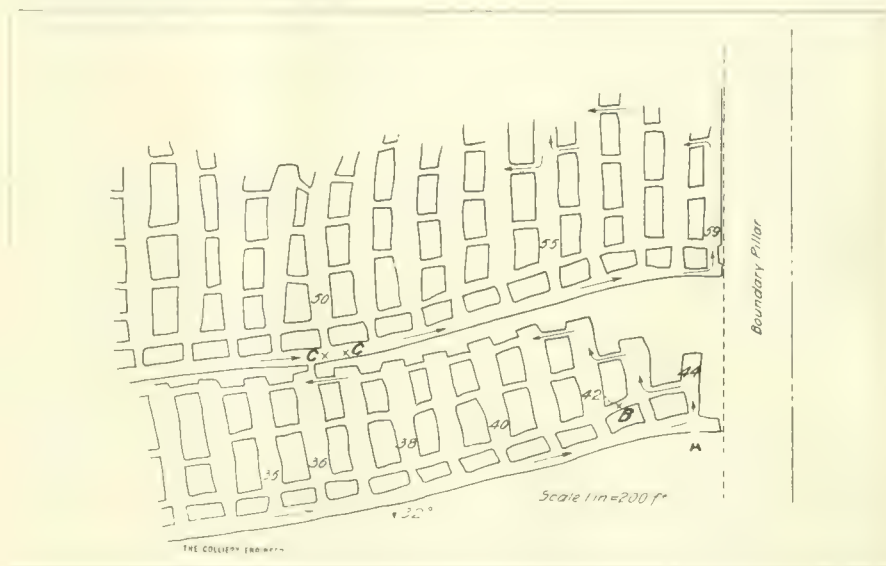 59
55
50
Boundary Pillar
C × × C
44
42
B
40
38
36
35
H
Scale 1 in = 200 ft
32°
THE COLLIERY ENGINEER